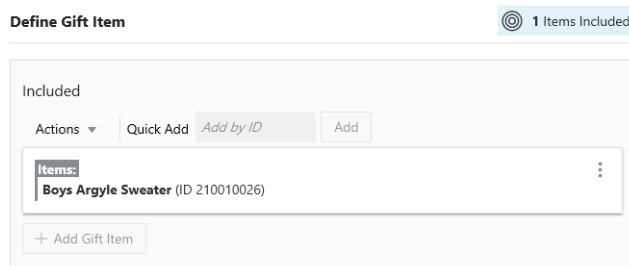 Define Gift Item
1 Items Included
Included
Actions Quick Add Add by ID Add
Items:
Boys Argyle Sweater (ID 210010026)
+ Add Gift Item